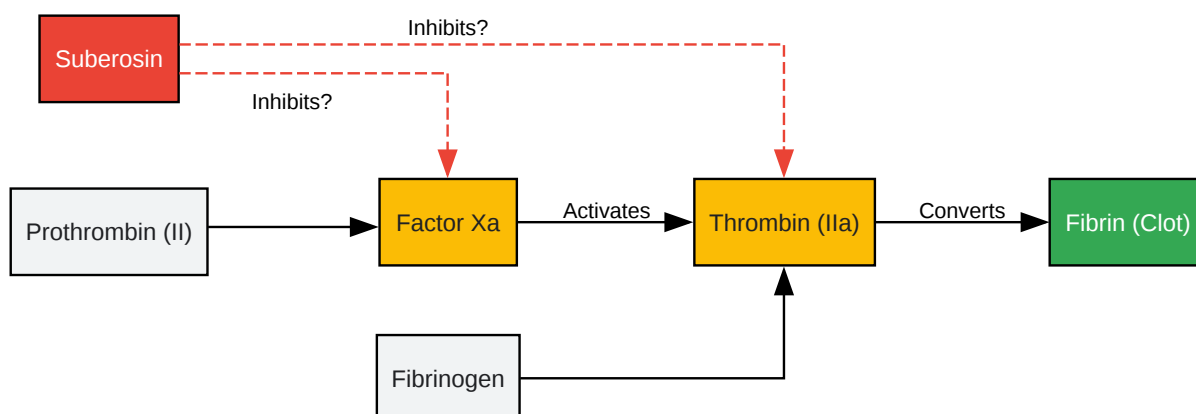 Inhibits?
Suberosin
Inhibits?
Prothrombin (II)
Factor Xa
Activates
Thrombin (IIa)
Converts
Fibrin (Clot)
Fibrinogen